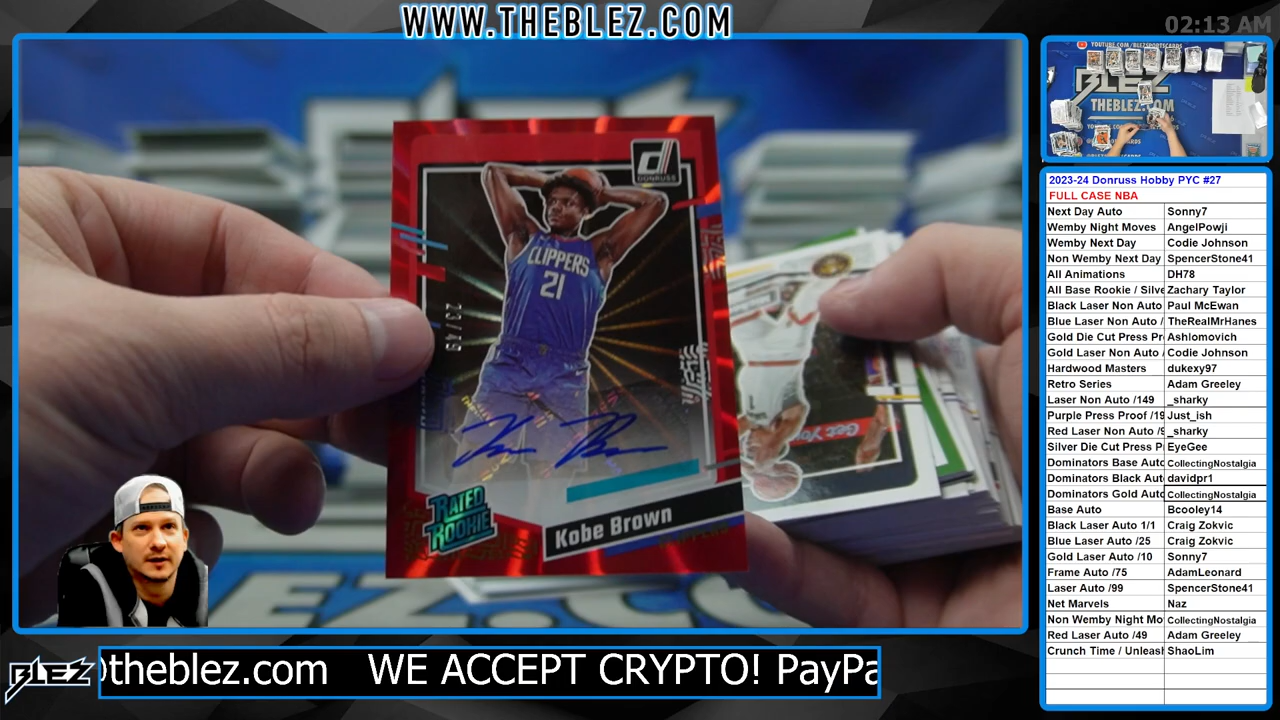 WWW.THEBLEZ.COM
02:13 AM
DONRUSS
CLIPPERS
21
23/49
RATED
ROOKIE
Kobe Brown
YOUTUBE.COM/BLEZSPORTSCARDS
BLEZ
THEBLEZ.COM
2023-24 Donruss Hobby PYC #27
FULL CASE NBA
Next Day Auto Sonny7
Wemby Night Moves AngelPowji
Wemby Next Day Codie Johnson
Non Wemby Next Day SpencerStone41
All Animations DH78
All Base Rookie / Silve Zachary Taylor
Black Laser Non Auto Paul McEwan
Blue Laser Non Auto / TheRealMrHanes
Gold Die Cut Press Pr Ashlomovich
Gold Laser Non Auto / Codie Johnson
Hardwood Masters dukexy97
Retro Series Adam Greeley
Laser Non Auto /149 _sharky
Purple Press Proof /19 Just_ish
Red Laser Non Auto /9 _sharky
Silver Die Cut Press P EyeGee
Dominators Base Auto CollectingNostalgia
Dominators Black Aut davidpr1
Dominators Gold Auto CollectingNostalgia
Base Auto Bcooley14
Black Laser Auto 1/1 Craig Zokvic
Blue Laser Auto /25 Craig Zokvic
Gold Laser Auto /10 Sonny7
Frame Auto /75 AdamLeonard
Laser Auto /99 SpencerStone41
Net Marvels Naz
Non Wemby Night Mo CollectingNostalgia
Red Laser Auto /49 Adam Greeley
Crunch Time / Unleash ShaoLim
BLEZ
@theblez.com WE ACCEPT CRYPTO! PayPa